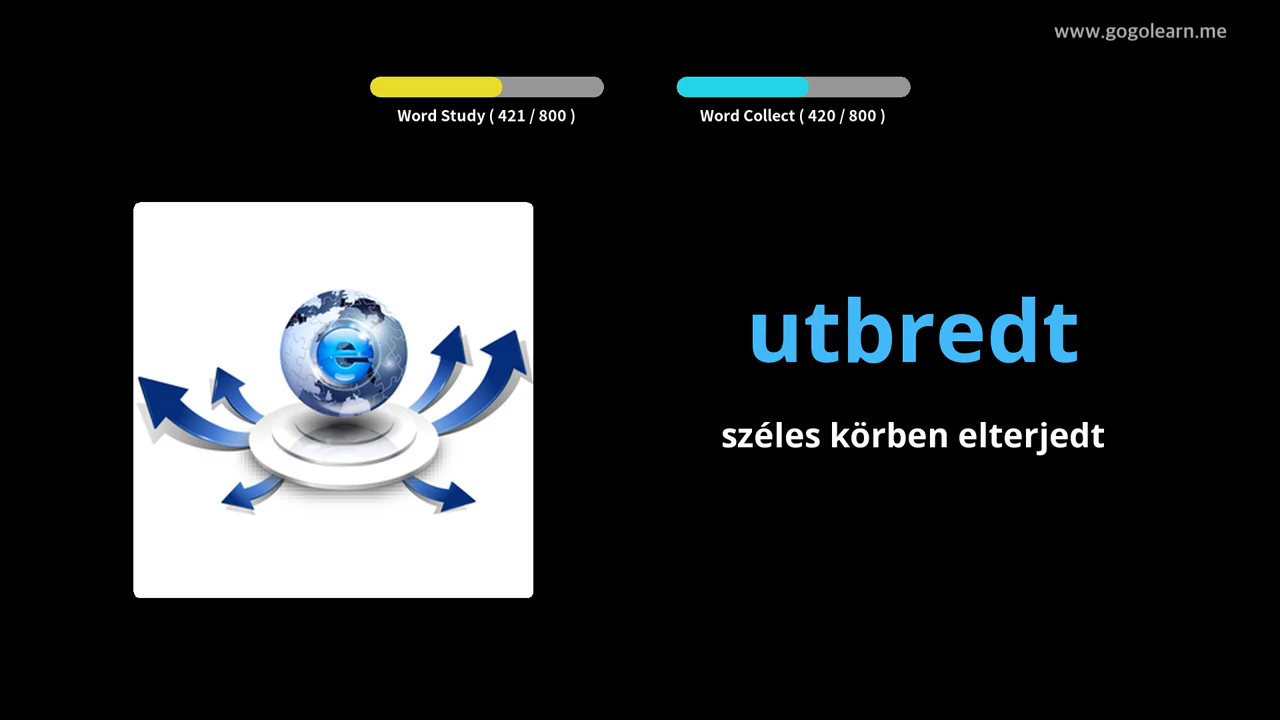 www.gogolearn.me
Word Study ( 421 / 800 )
Word Collect ( 420 / 800 )
e
utbredt
széles körben elterjedt